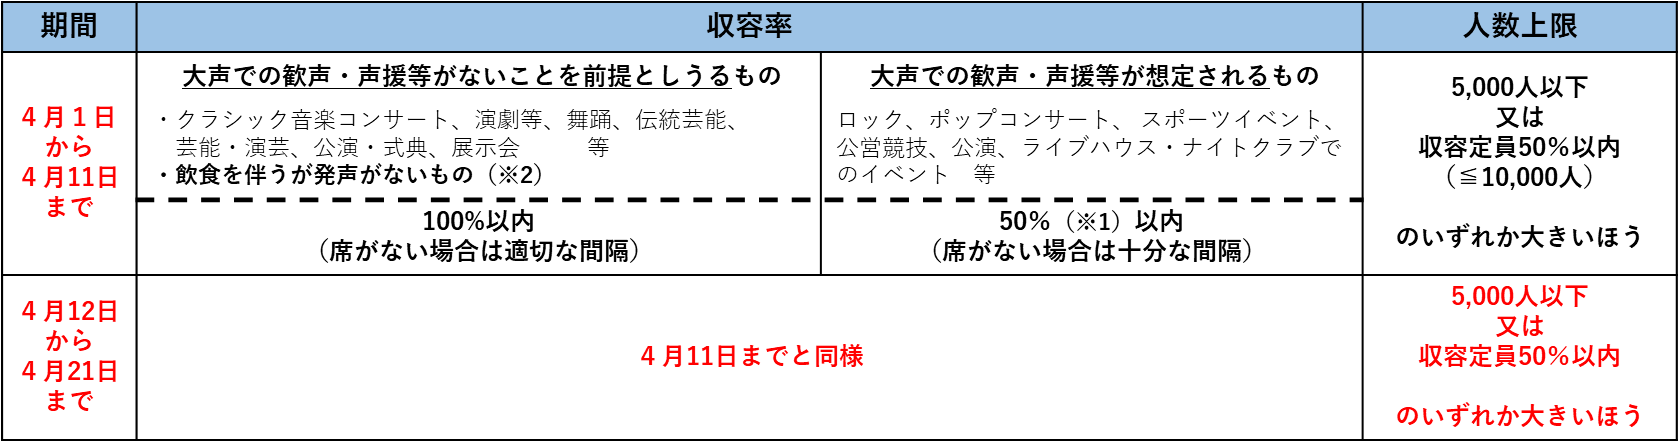 期間
収容率
人数上限
4月1日
から
4月11日
まで
大声での歓声・声援等がないことを前提としうるもの
・クラシック音楽コンサート、演劇等、舞踊、伝統芸能、
芸能・演芸、公演・式典、展示会　　　等
・飲食を伴うが発声がないもの（※2）
100%以内
（席がない場合は適切な間隔）
大声での歓声・声援等が想定されるもの
ロック、ポップコンサート、スポーツイベント、
公営競技、公演、ライブハウス・ナイトクラブで
のイベント　等
50%（※1）以内
（席がない場合は十分な間隔）
5,000人以下
又は
収容定員50%以内
（≦10,000人）
のいずれか大きいほう
4月12日
から
4月21日
まで
4月11日までと同様
5,000人以下
又は
収容定員50%以内
のいずれか大きいほう